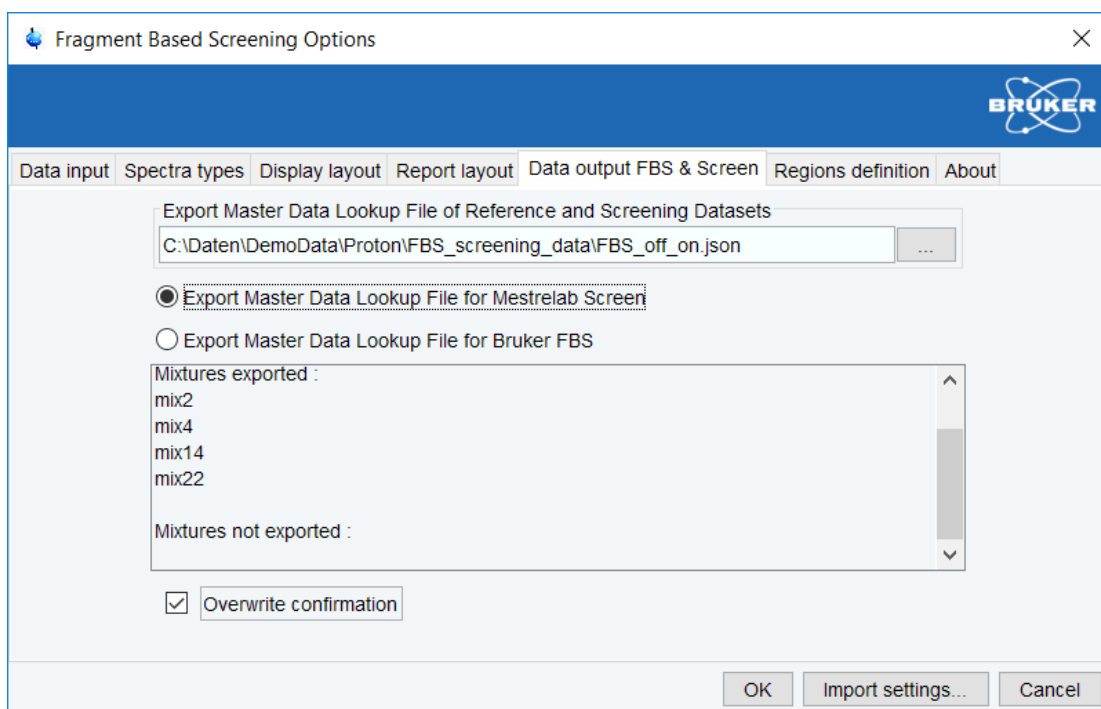 Fragment Based Screening Options
BRUKER
Data input Spectra types Display layout Report layout Data output FBS & Screen Regions definition About
Export Master Data Lookup File of Reference and Screening Datasets
C:\Daten\DemoData\Proton\FBS_screening_data\FBS_off_on.json ...
Export Master Data Lookup File for Mestrelab Screen
Export Master Data Lookup File for Bruker FBS
Mixtures exported :
mix2
mix4
mix14
mix22
Mixtures not exported :
Overwrite confirmation
OK Import settings... Cancel